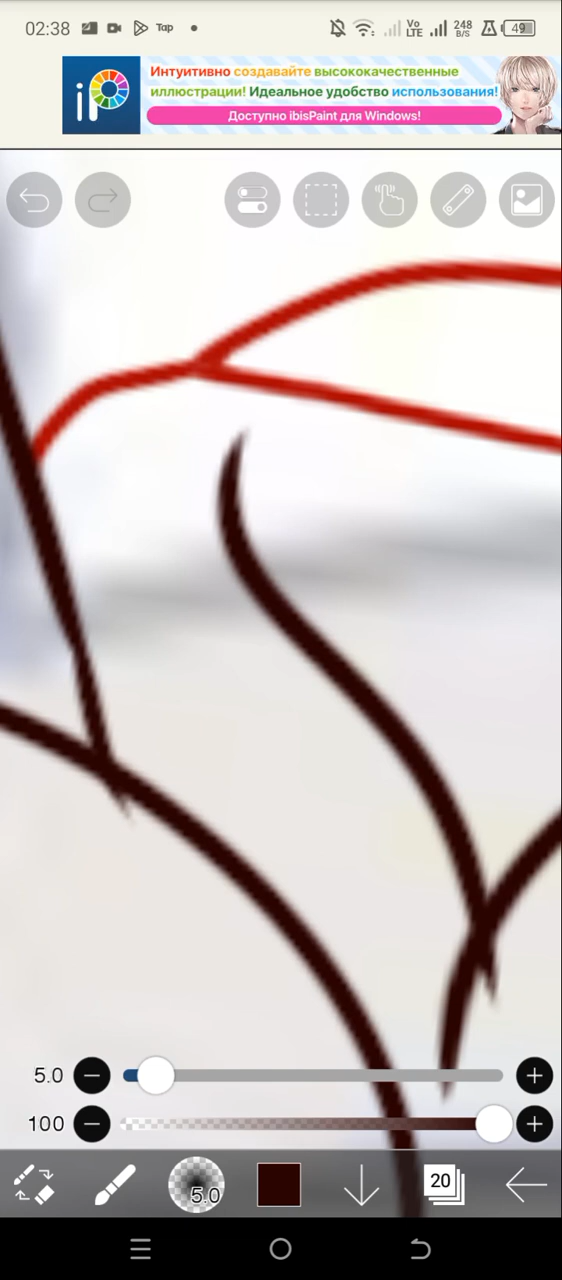 02:38 Tap Vo LTE 248 B/S 49
iP
Интуитивно создавайте высококачественные
иллюстрации! Идеальное удобство использования!
Доступно ibisPaint для Windows!
5.0
100
5.0
20